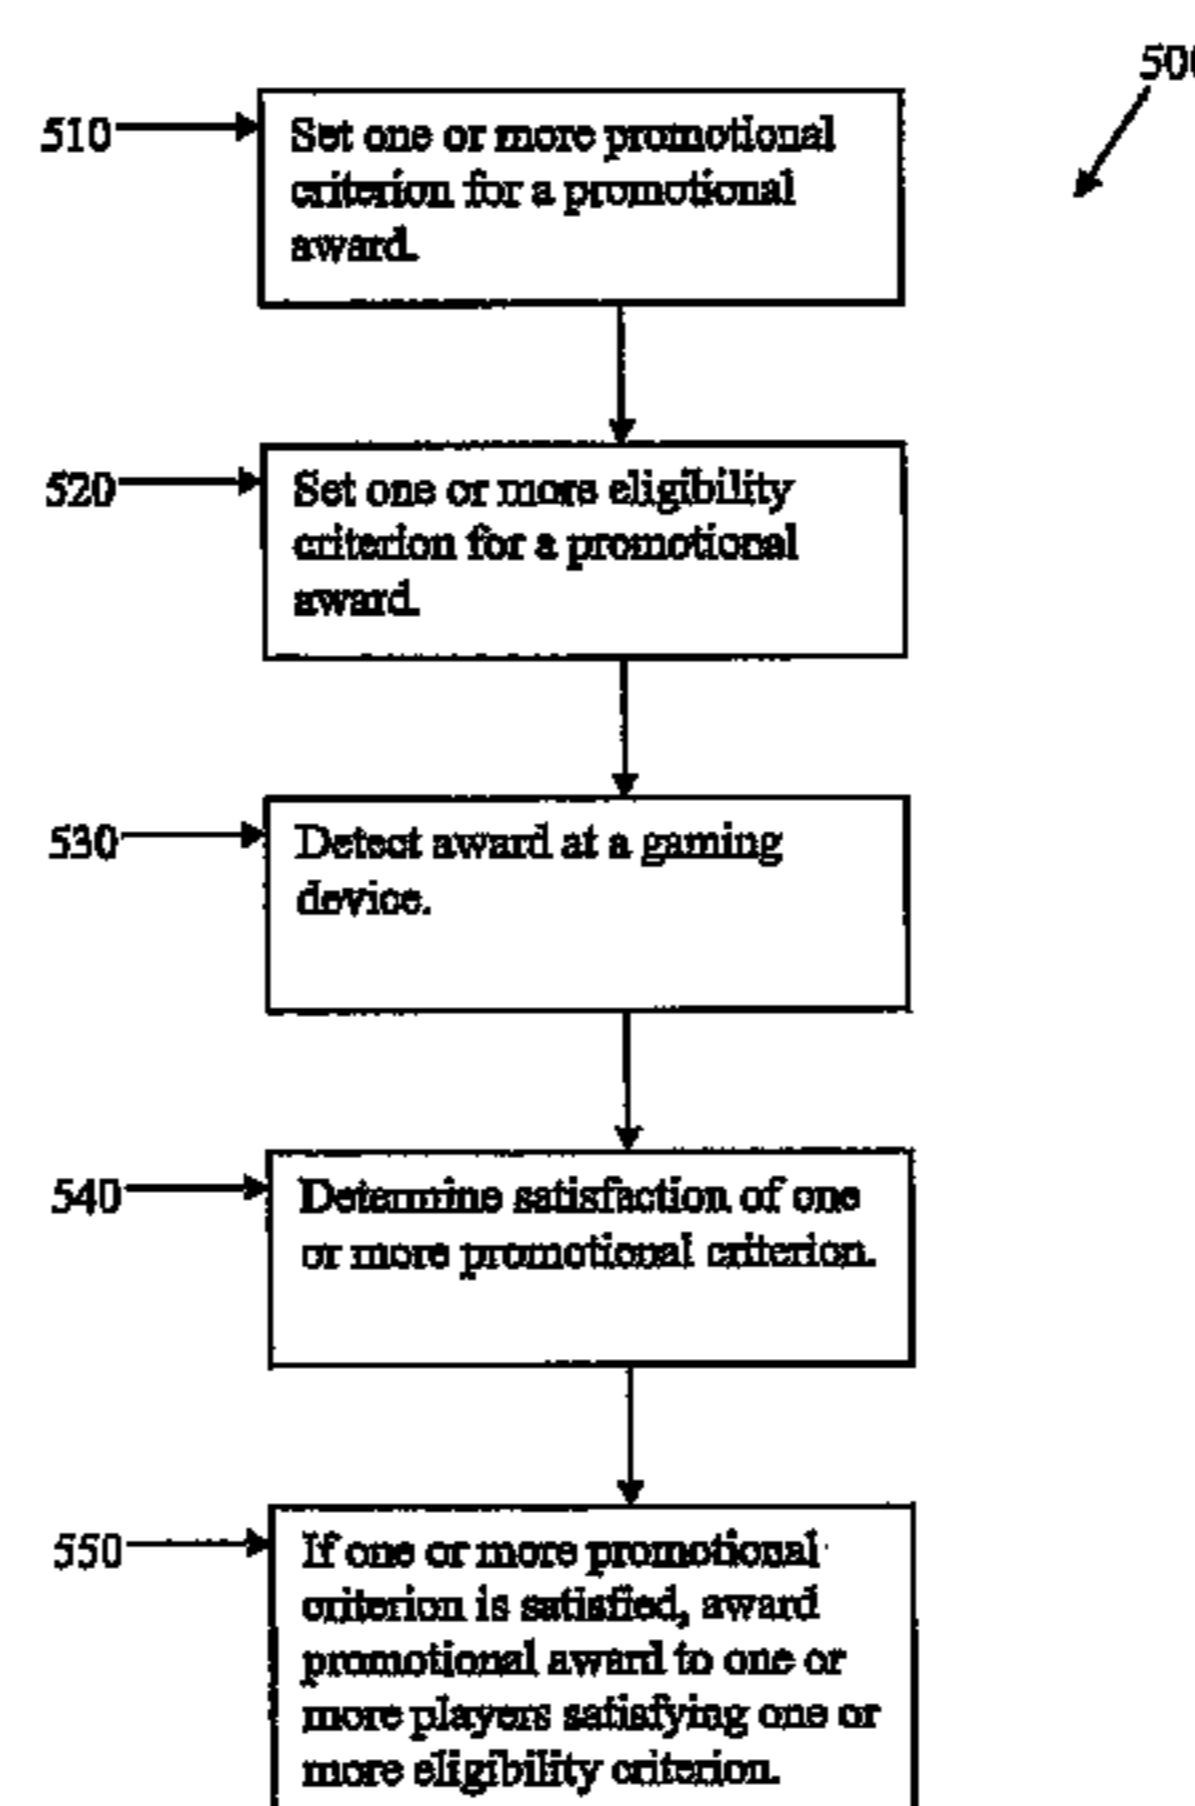 500
510
Set one or more promotional
criterion for a promotional
award.
520
Set one or more eligibility
criterion for a promotional
award.
530
Detect award at a gaming
device.
540
Determine satisfaction of one
or more promotional criterion.
550
If one or more promotional
criterion is satisfied, award
promotional award to one or
more players satisfying one or
more eligibility criterion.